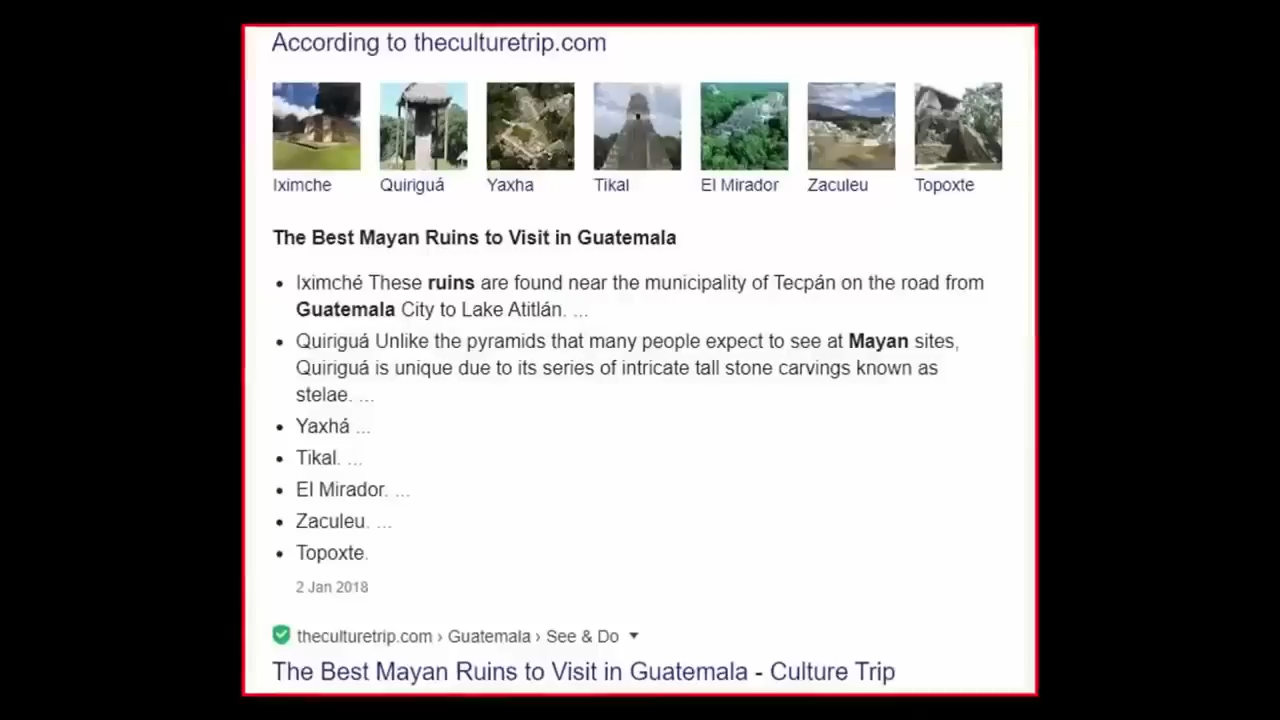 According to theculturetrip.com
Iximche Quiriguá Yaxha Tikal El Mirador Zaculeu Topoxte
The Best Mayan Ruins to Visit in Guatemala
• Iximché These ruins are found near the municipality of Tecpán on the road from
Guatemala City to Lake Atitlán. ...
• Quiriguá Unlike the pyramids that many people expect to see at Mayan sites,
Quiriguá is unique due to its series of intricate tall stone carvings known as
stelae. ...
• Yaxhá ...
• Tikal. ...
• El Mirador. ...
• Zaculeu. ...
• Topoxte.
2 Jan 2018
theculturetrip.com › Guatemala › See & Do
The Best Mayan Ruins to Visit in Guatemala - Culture Trip